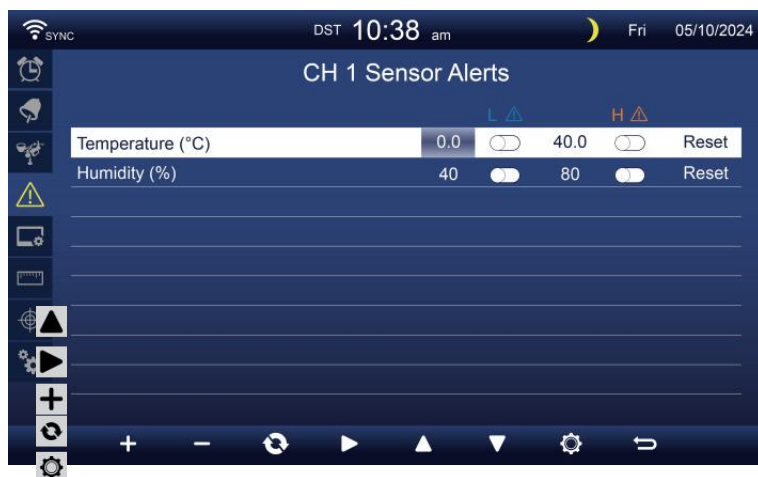 SYNC DST 10:38 am Fri 05/10/2024
CH 1 Sensor Alerts
L H
Temperature (°C) 0.0 40.0 Reset
Humidity (%) 40 80 Reset